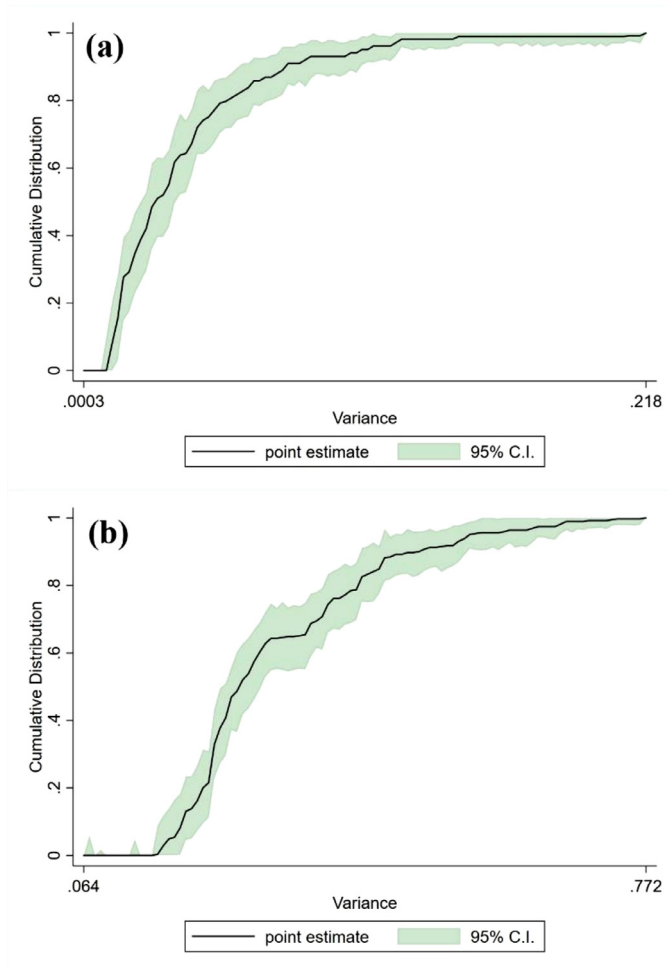 (a)
Cumulative Distribution
1
.8
.6
.4
.2
0
.0003
.218
Variance
point estimate
95% C.I.
(b)
Cumulative Distribution
1
.8
.6
.4
.2
0
.064
.772
Variance
point estimate
95% C.I.